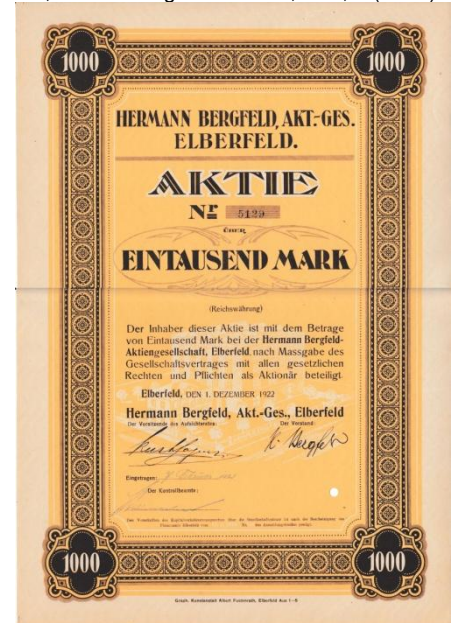 1000 1000
HERMANN BERGFELD, AKT.-GES.
ELBERFELD.
AKTIE
Nr 5129
über
EINTAUSEND MARK
(Reichswährung)
Der Inhaber dieser Aktie ist mit dem Betrage
von Eintausend Mark bei der Hermann Bergfeld-
Aktiengesellschaft, Elberfeld nach Massgabe des
Gesellschaftsvertrages mit allen gesetzlichen
Rechten und Pflichten als Aktionär beteiligt.
Elberfeld, DEN 1. DEZEMBER 1922
Hermann Bergfeld, Akt.-Ges., Elberfeld
Der Vorsitzende des Aufsichtsrats: Der Vorstand:
H. Bergfeld
Eingetragen:
Der Kontrollbeamte:
1000 1000
Elberfeld